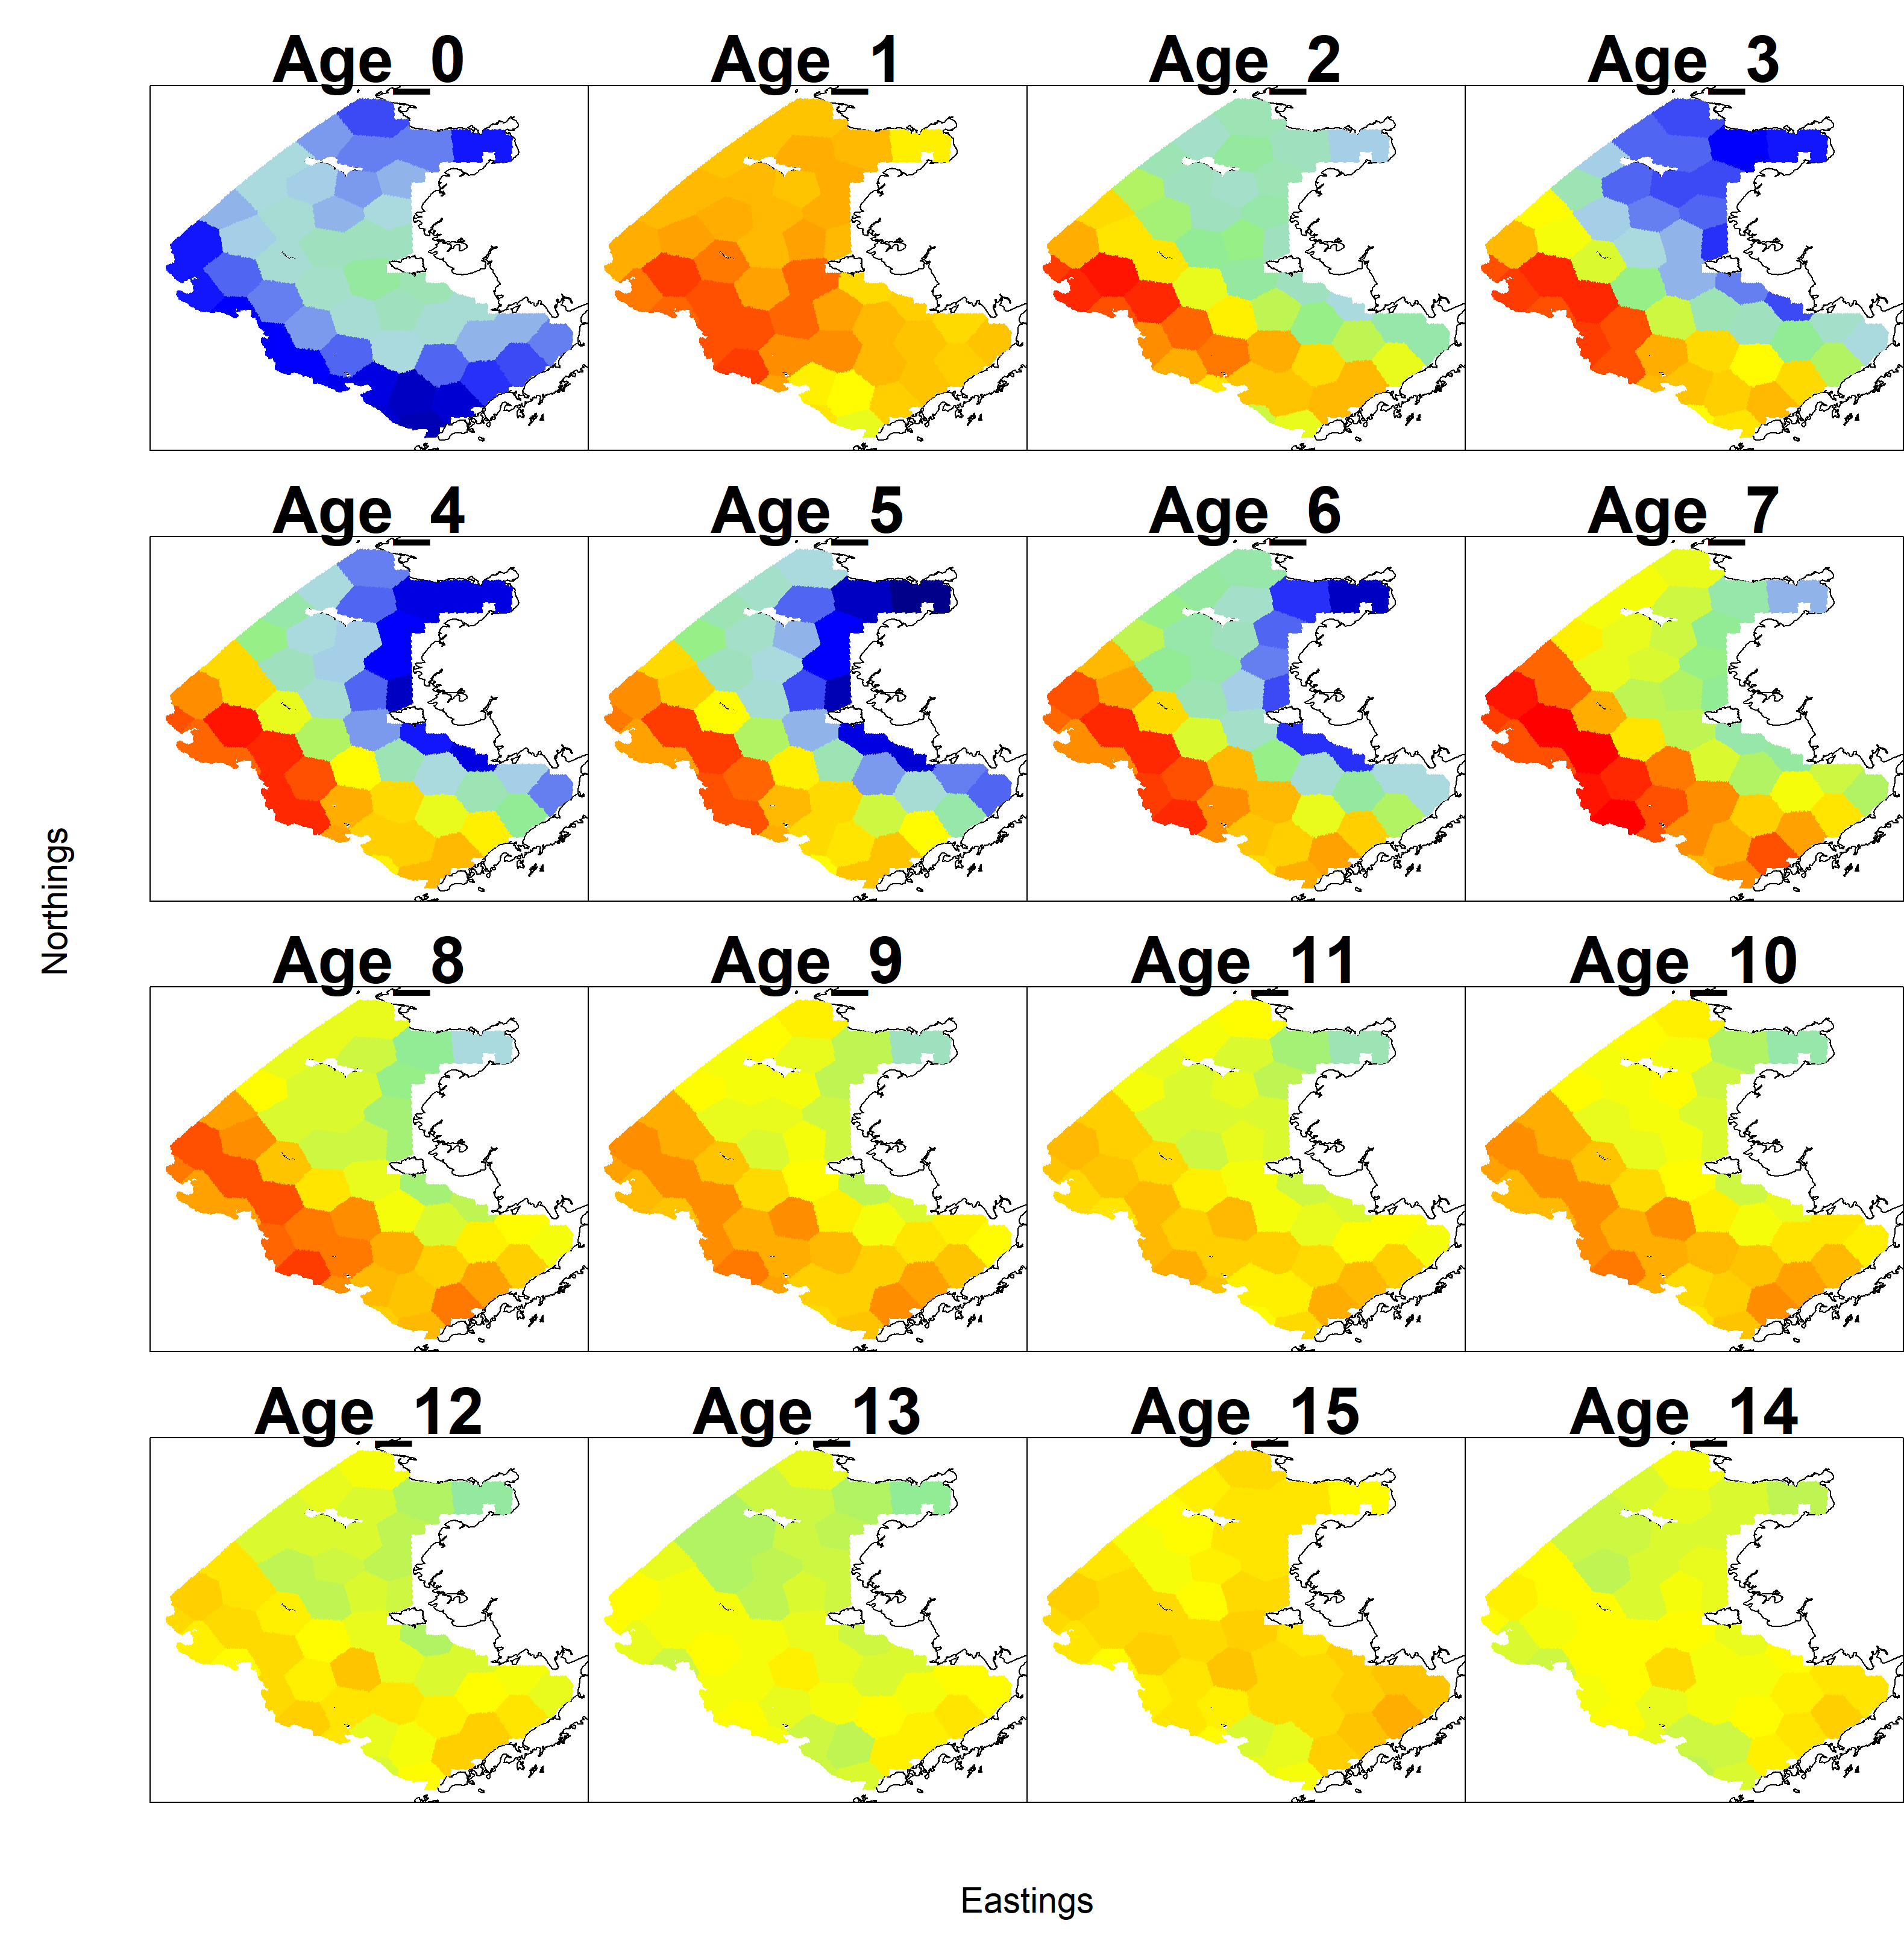 Age_0 Age_1 Age_2 Age_3
Age_4 Age_5 Age_6 Age_7
Northings
Age_8 Age_9 Age_11 Age_10
Age_12 Age_13 Age_15 Age_14
Eastings